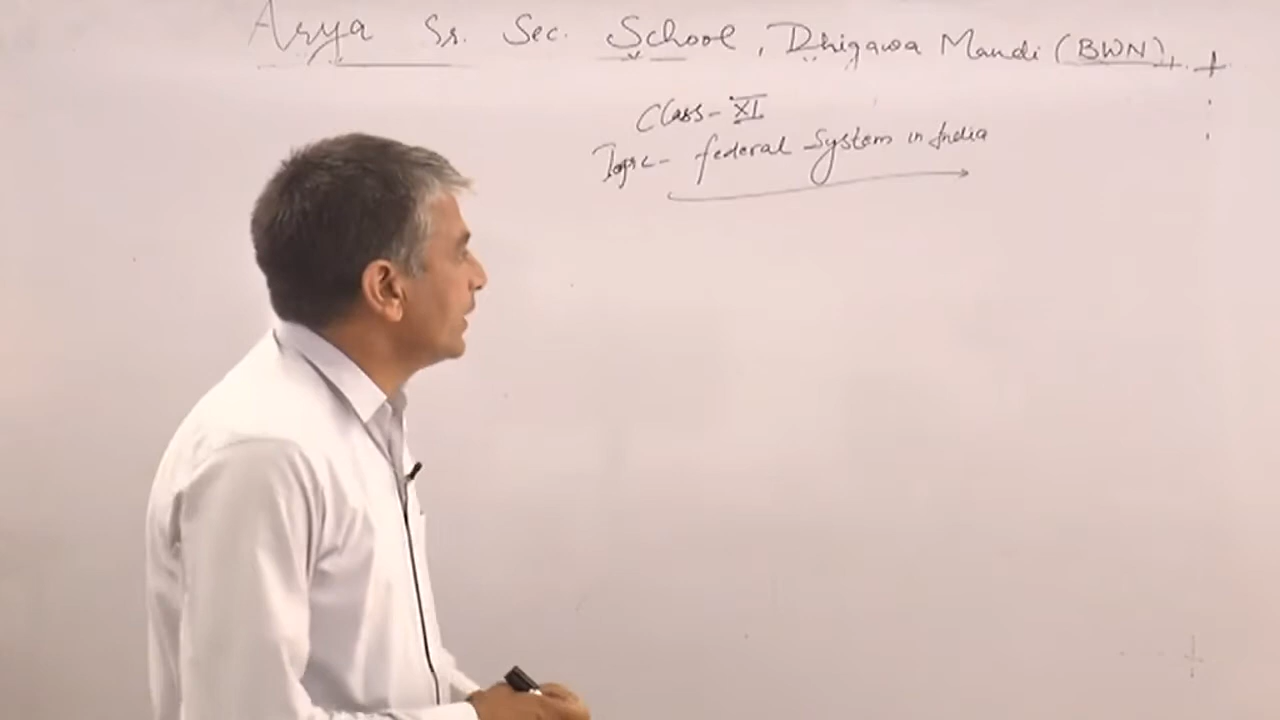 Arya Sr. Sec. School, Dhigawa Mandi (BWN)
Class- XI
Topic- federal System in India